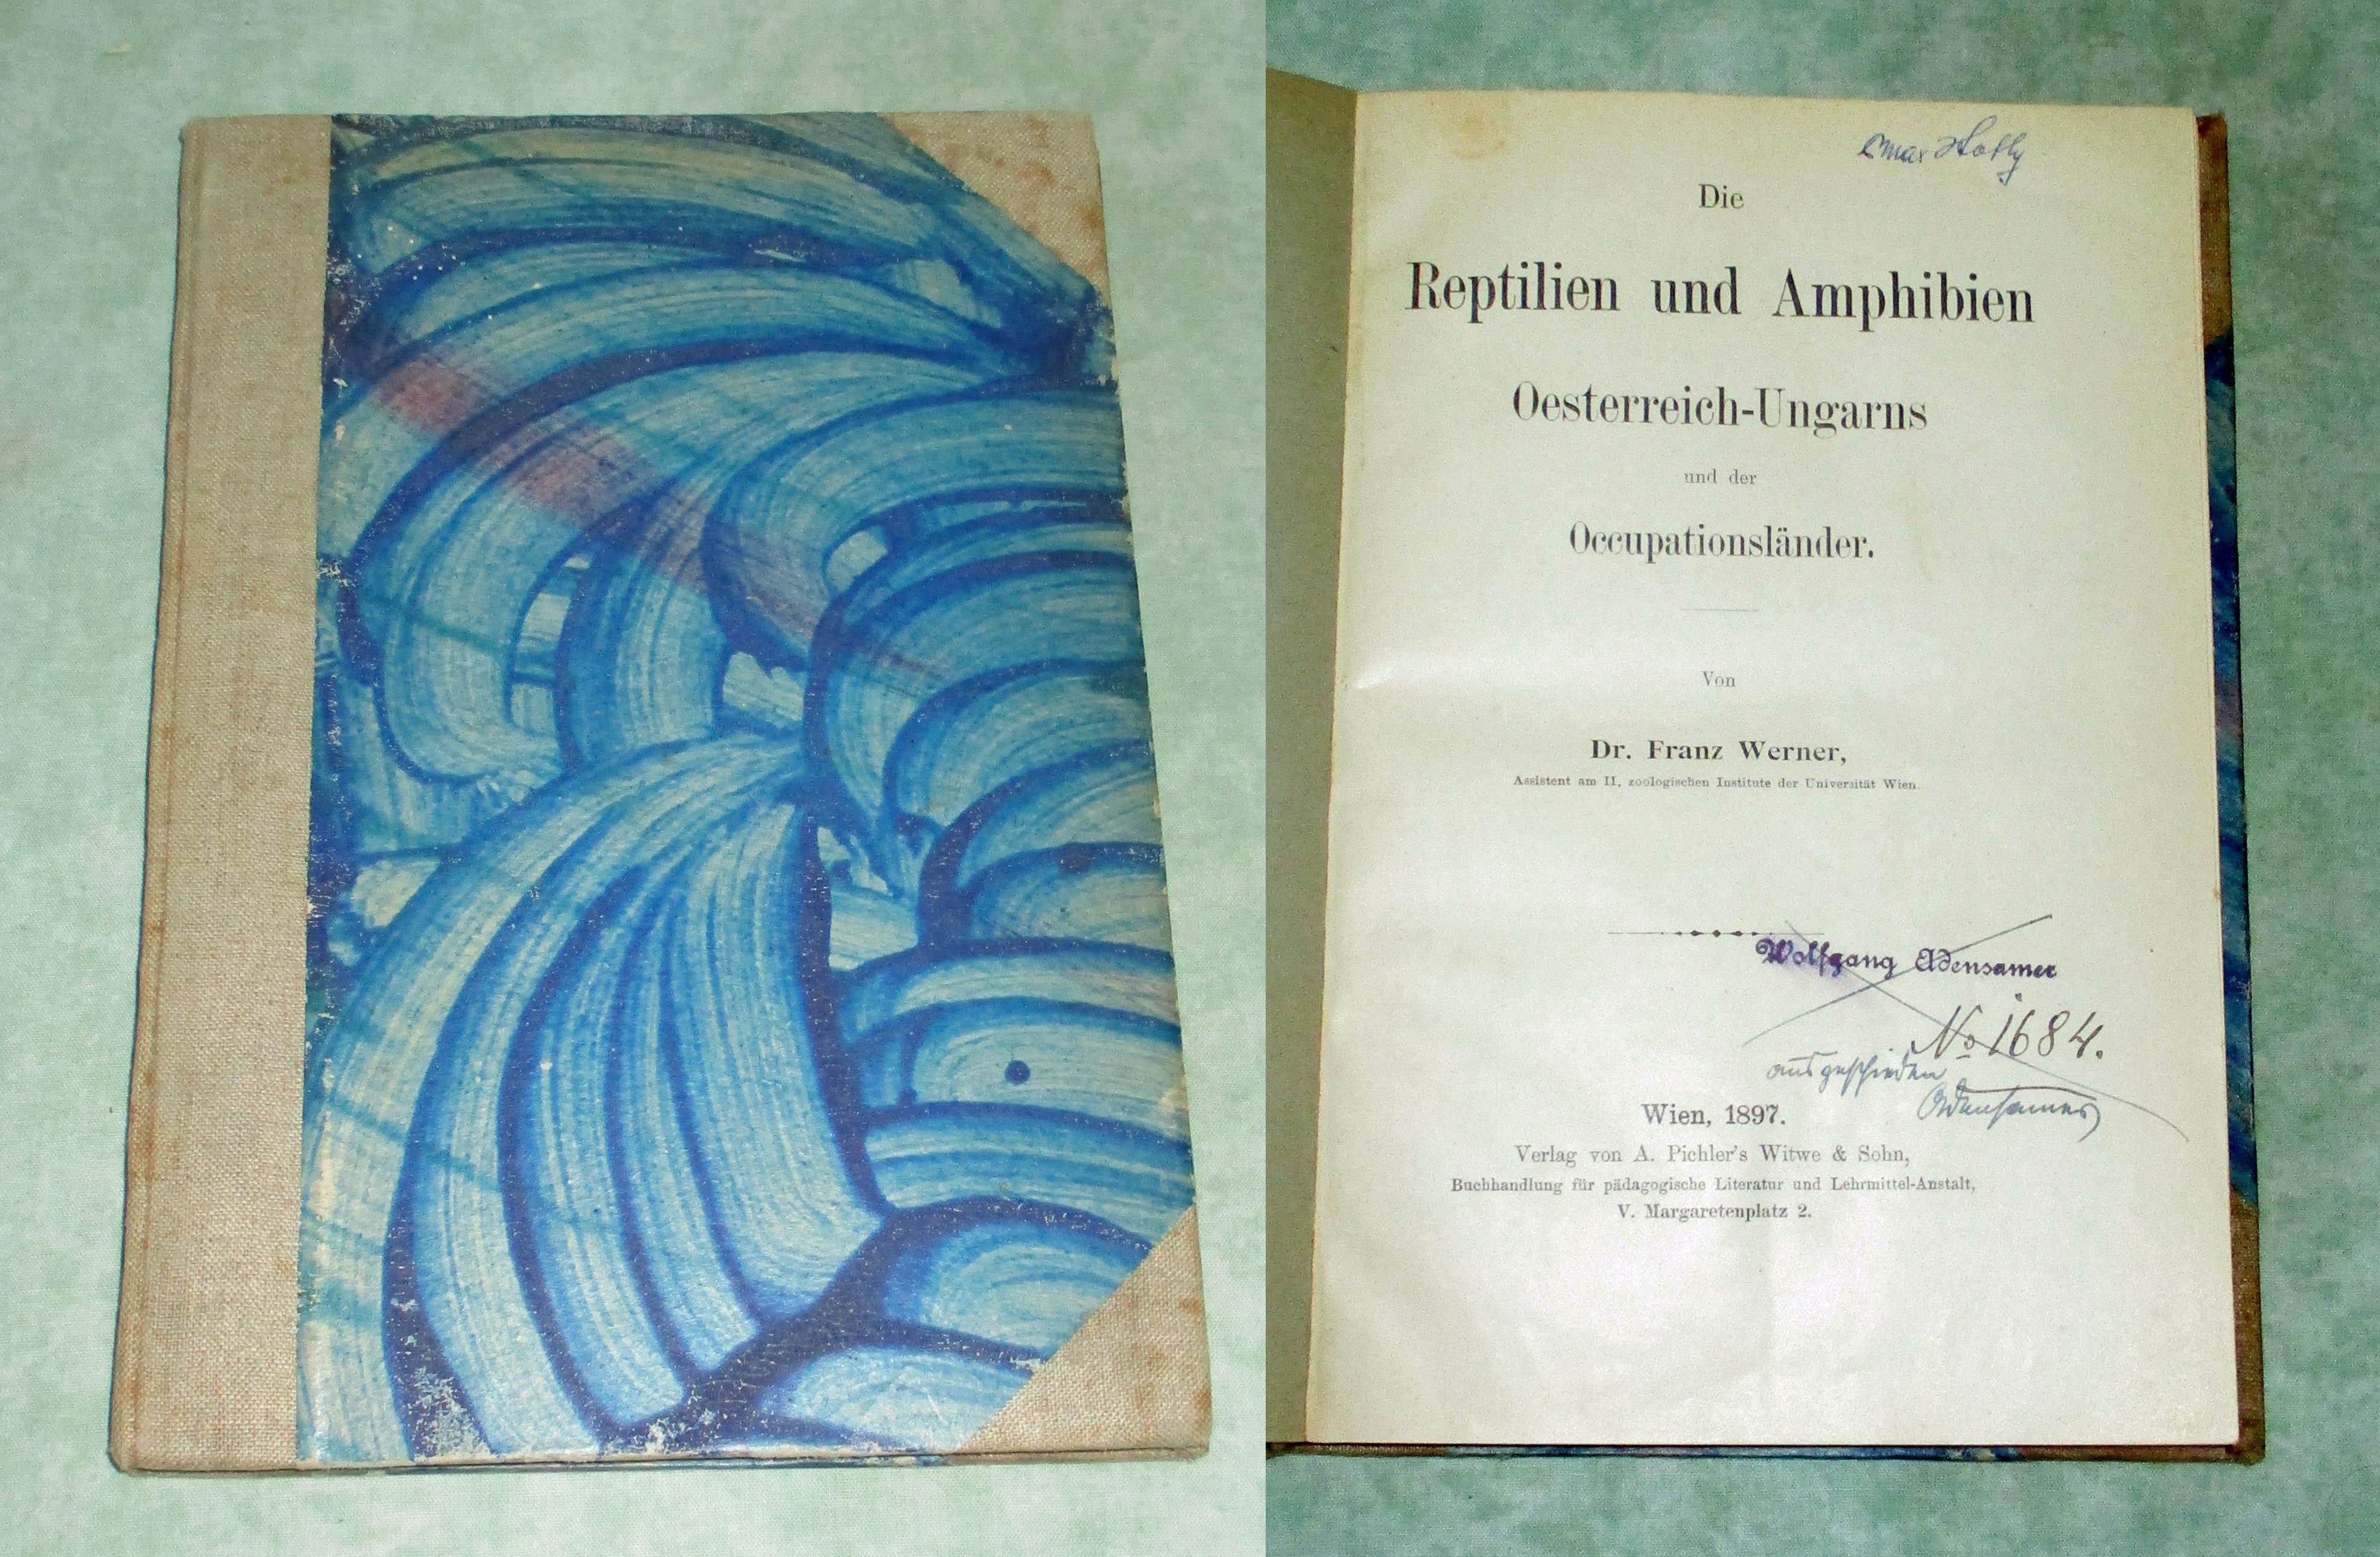 Die
Reptilien und Amphibien
Oesterreich-Ungarns
und der
Occupationsländer.
Von
Dr. Franz Werner,
Assistent am II. zoologischen Institute der Universität Wien.
Wolfgang Adensamer
No 1684.
ausgeschieden
Adensamer
Wien, 1897.
Verlag von A. Pichler's Witwe & Sohn,
Buchhandlung für pädagogische Literatur und Lehrmittel-Anstalt,
V. Margaretenplatz 2.